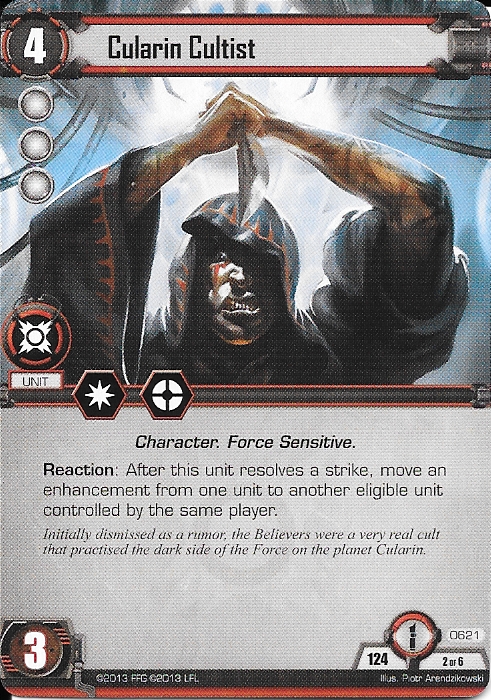 4
Cularin Cultist
UNIT
Character. Force Sensitive.
Reaction: After this unit resolves a strike, move an
enhancement from one unit to another eligible unit
controlled by the same player.
Initially dismissed as a rumor, the Believers were a very real cult
that practised the dark side of the Force on the planet Cularin.
3
0621
124
2 OF 6
©2013 FFG ©2013 LFL
Illus. Piotr Arendzikowski